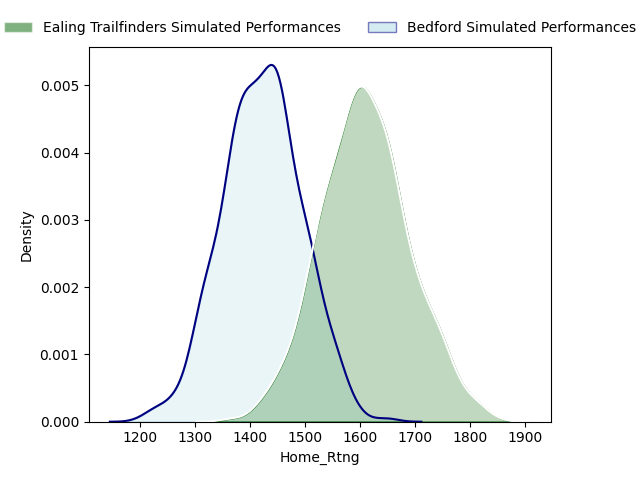 Ealing Trailfinders Simulated Performances
Bedford Simulated Performances
0.005
0.004
0.003
0.002
0.001
0.000
Density
1200 1300 1400 1500 1600 1700 1800 1900
Home_Rtng